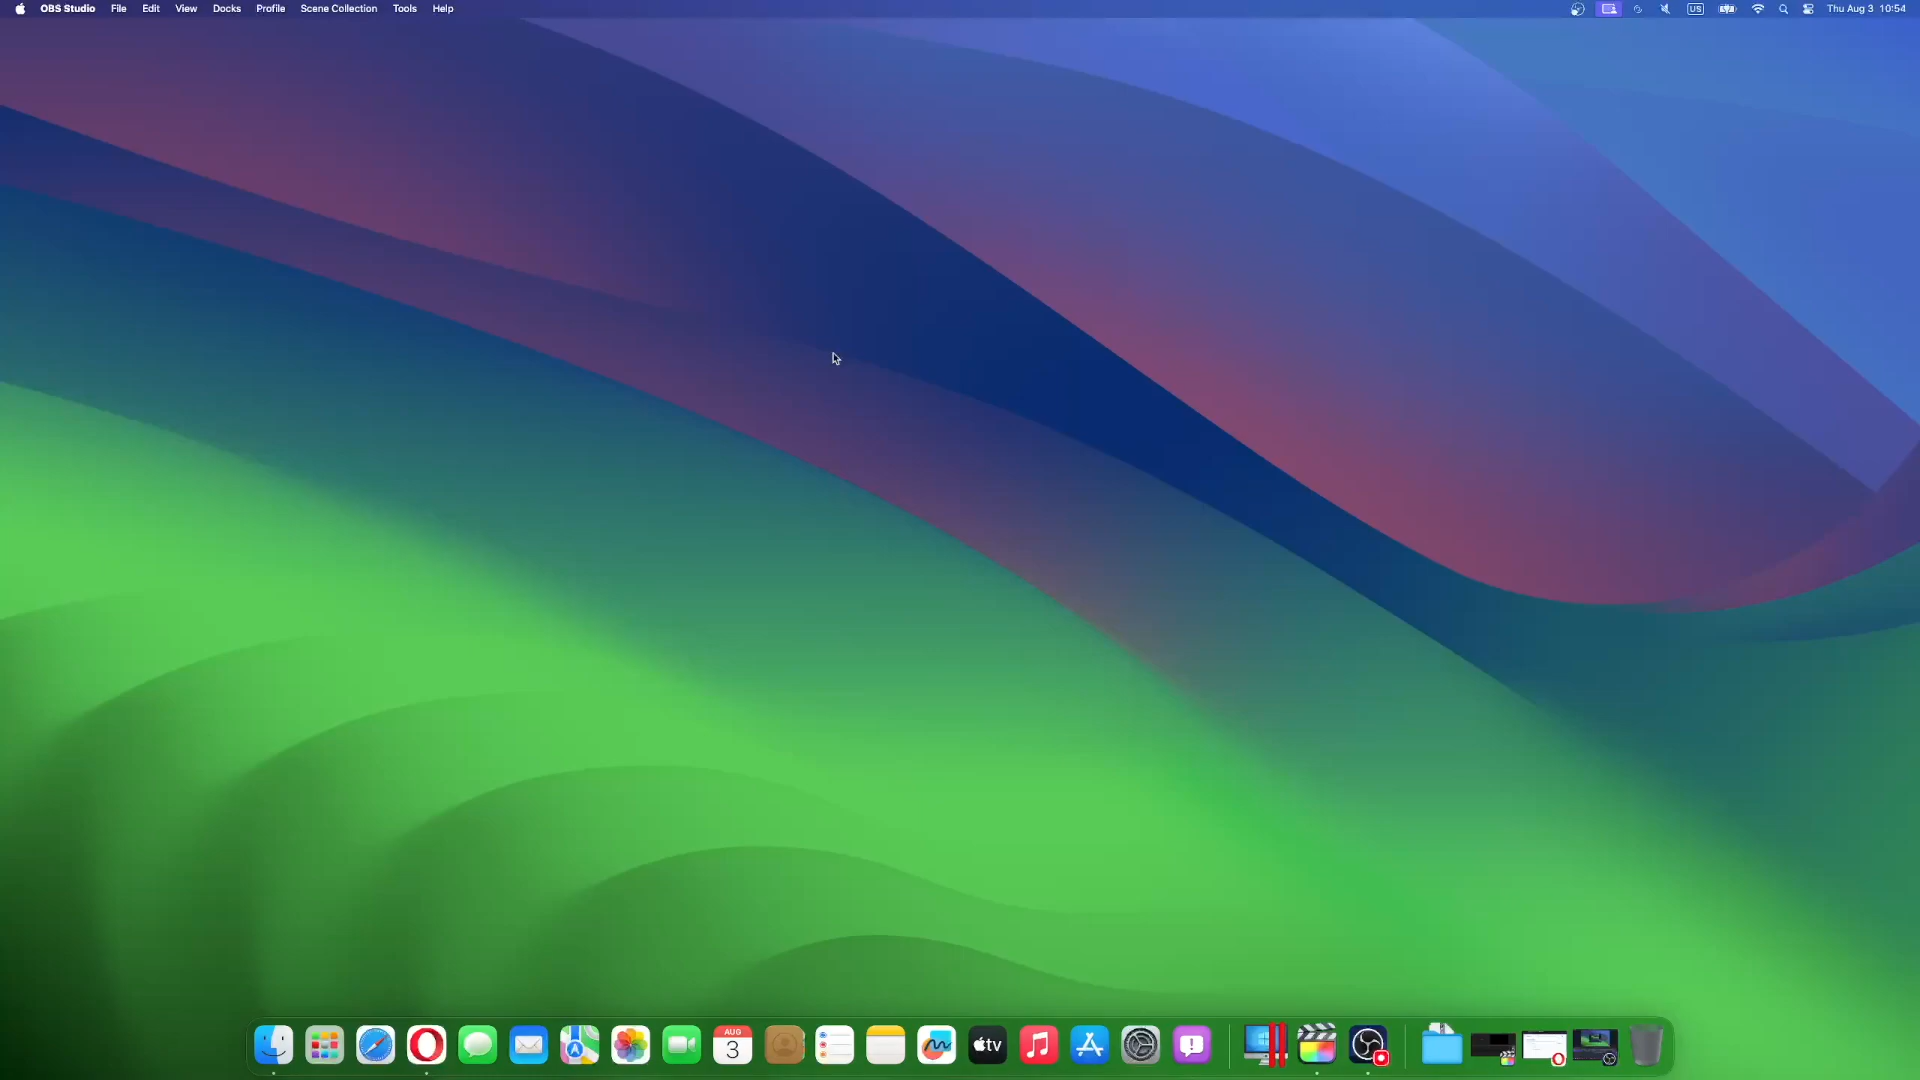 OBS Studio File Edit View Docks Profile Scene Collection Tools Help US Thu Aug 3 10:54
AUG
3
tv